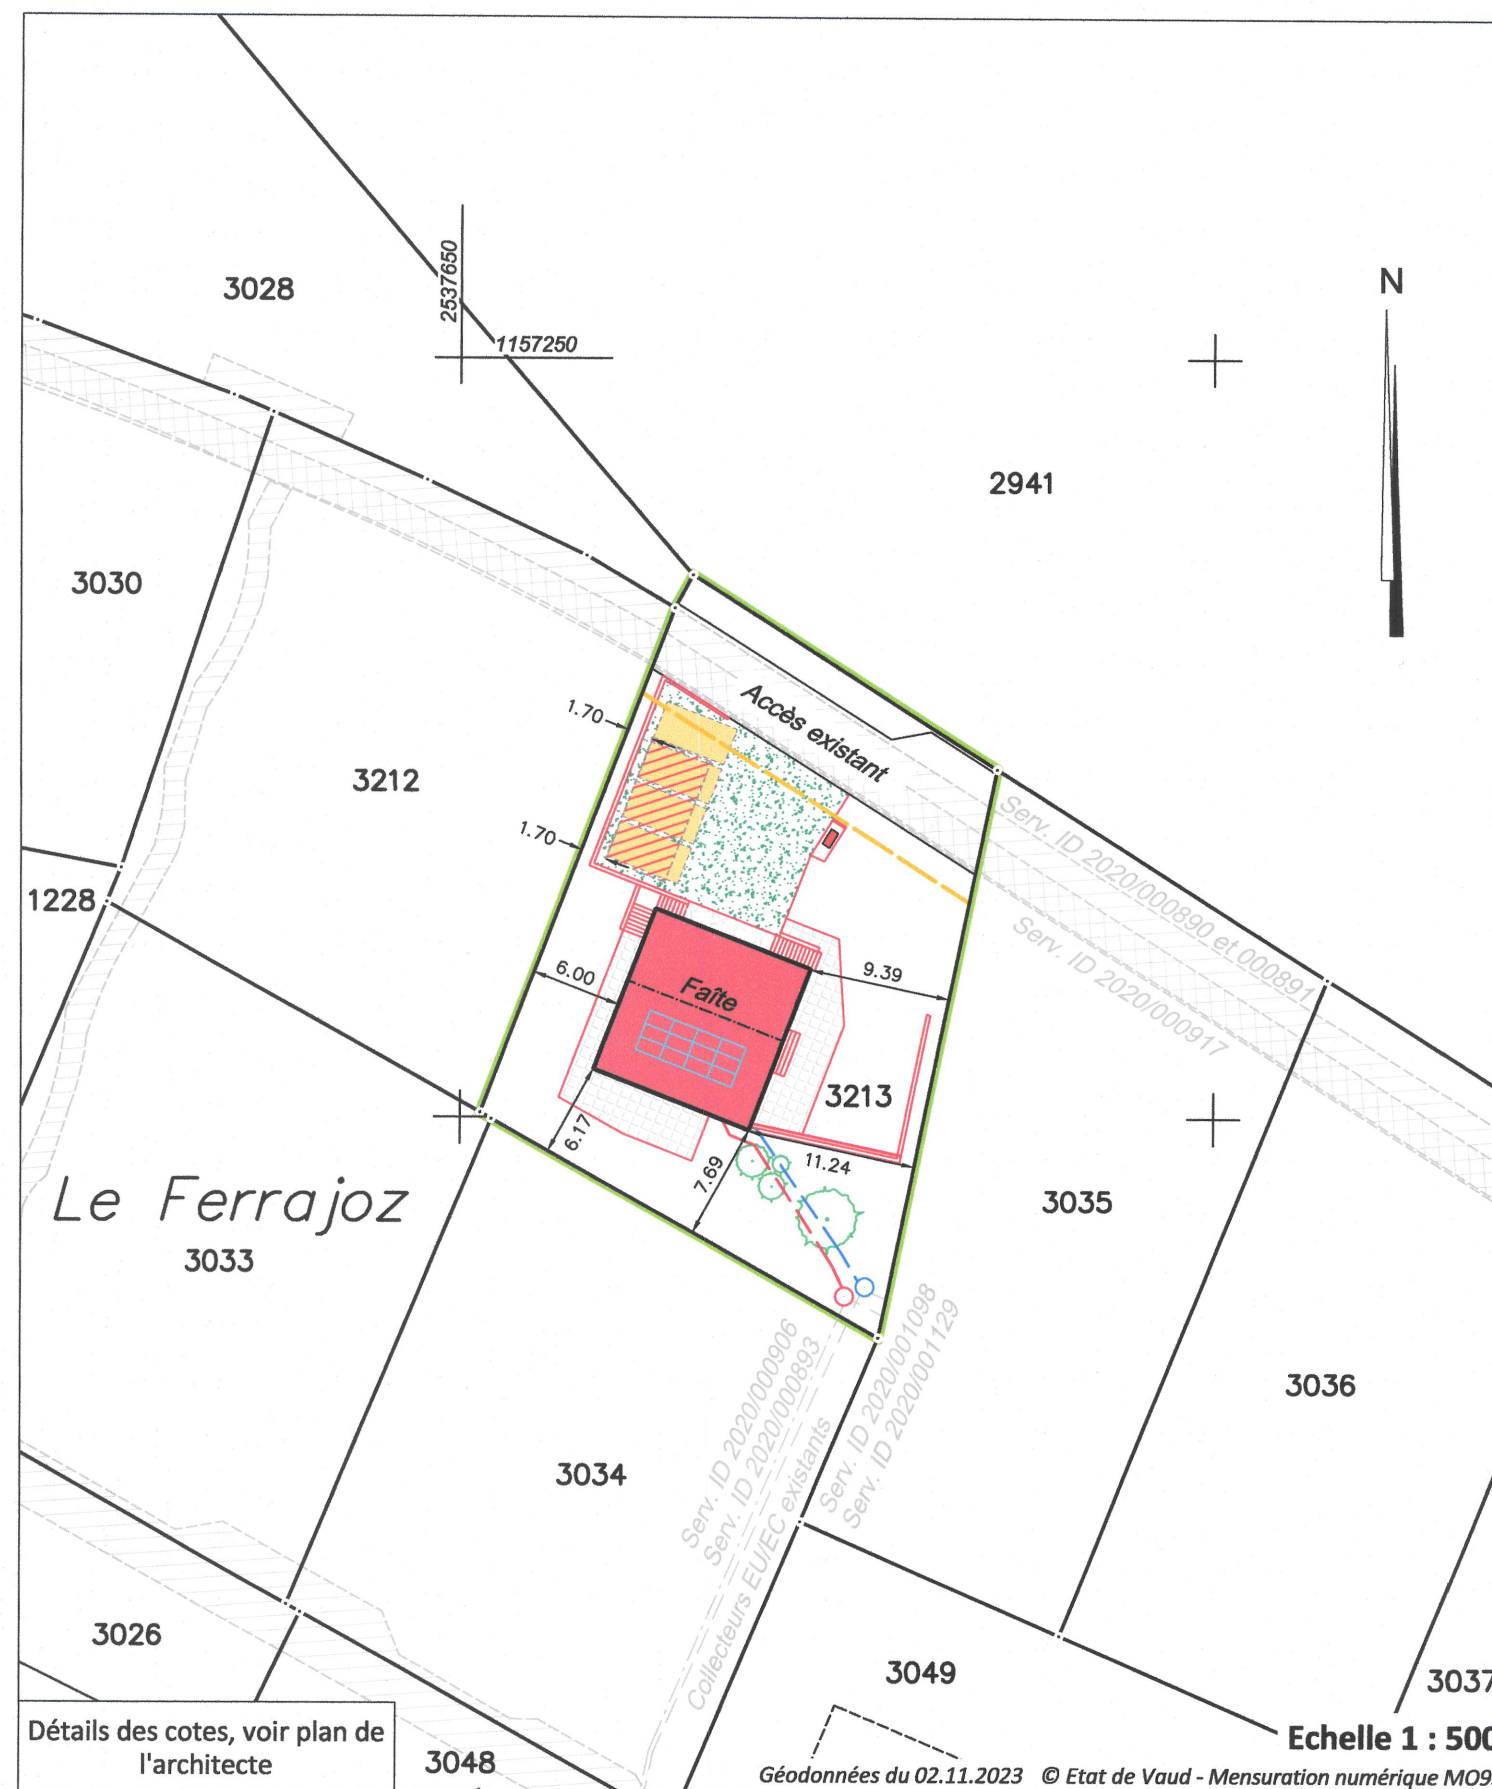 3028
2537650
1157250
N
2941
3030
1.70
Accès existant
3212
1.70
Serv. ID 2020/000890 et 000891
1228
Serv. ID 2020/000917
6.00
Faîte
9.39
3213
6.17
7.69
11.24
Le Ferrajoz
3033
3035
Serv. ID 2020/000906
Serv. ID 2020/000893
Collecteurs EU/EC existants
Serv. ID 2020/001098
Serv. ID 2020/001129
3036
3034
3026
3049
3037
Détails des cotes, voir plan de
l'architecte
3048
Echelle 1 : 500
Géodonnées du 02.11.2023 © Etat de Vaud - Mensuration numérique MO9